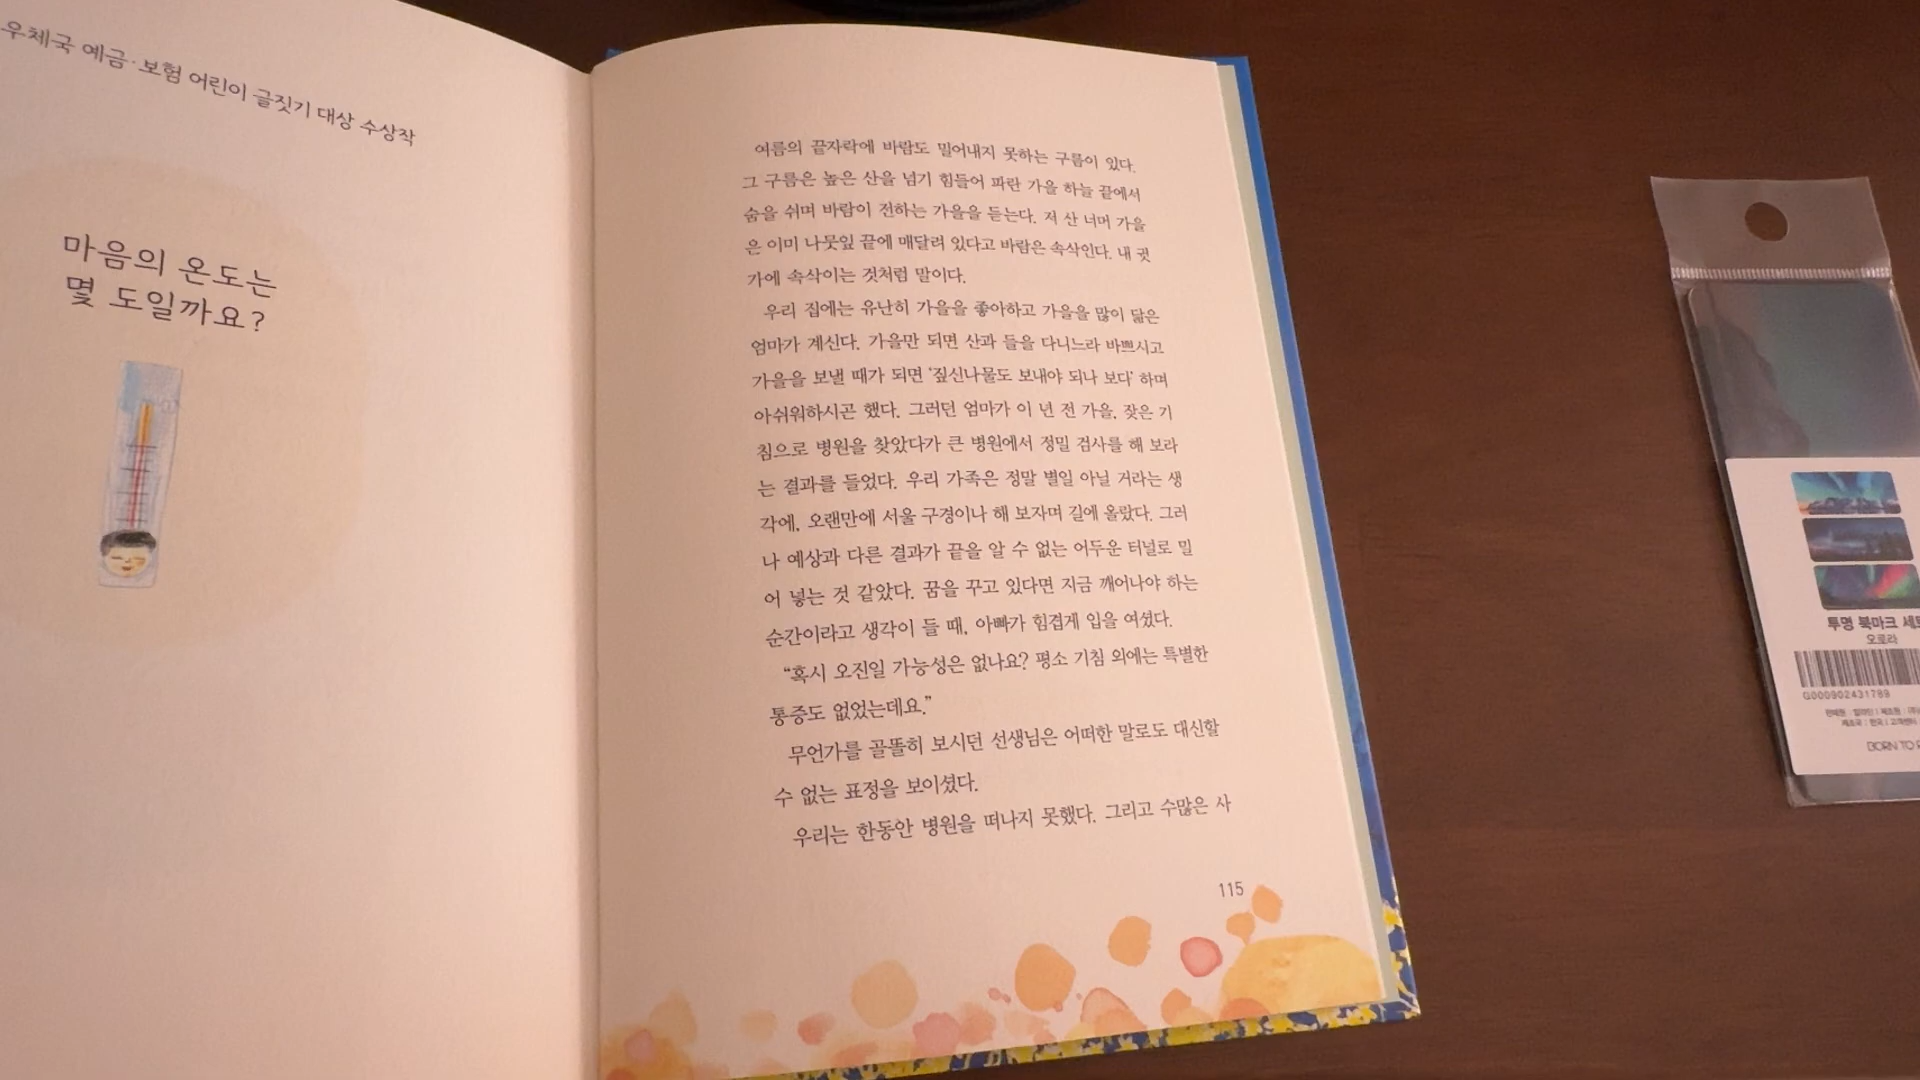 우체국 예금·보험 어린이 글짓기 대상 수상작
마음의 온도는
몇 도일까요?
여름의 끝자락에 바람도 밀어내지 못하는 구름이 있다.
그 구름은 높은 산을 넘기 힘들어 파란 가을 하늘 끝에서
숨을 쉬며 바람이 전하는 가을을 듣는다. 저 산 너머 가을
은 이미 나뭇잎 끝에 매달려 있다고 바람은 속삭인다. 내 귓
가에 속삭이는 것처럼 말이다.
우리 집에는 유난히 가을을 좋아하고 가을을 많이 닮은
엄마가 계신다. 가을만 되면 산과 들을 다니느라 바쁘시고
가을을 보낼 때가 되면 ‘짚신나물도 보내야 되나 보다’ 하며
아쉬워하시곤 했다. 그러던 엄마가 이 년 전 가을, 잦은 기
침으로 병원을 찾았다가 큰 병원에서 정밀 검사를 해 보라
는 결과를 들었다. 우리 가족은 정말 별일 아닐 거라는 생
각에, 오랜만에 서울 구경이나 해 보자며 길에 올랐다. 그러
나 예상과 다른 결과가 끝을 알 수 없는 어두운 터널로 밀
어 넣는 것 같았다. 꿈을 꾸고 있다면 지금 깨어나야 하는
순간이라고 생각이 들 때, 아빠가 힘겹게 입을 여셨다.
“혹시 오진일 가능성은 없나요? 평소 기침 외에는 특별한
통증도 없었는데요.”
무언가를 골똘히 보시던 선생님은 어떠한 말로도 대신할
수 없는 표정을 보이셨다.
우리는 한동안 병원을 떠나지 못했다. 그리고 수많은 사
115
투명 북마크 세트
오로라
G000902431789
BORN TO